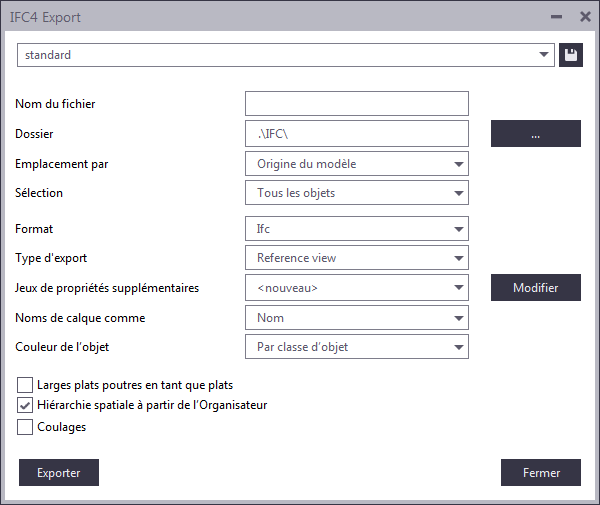 IFC4 Export
standard
Nom du fichier
Dossier .\IFC\ ...
Emplacement par Origine du modèle
Sélection Tous les objets
Format Ifc
Type d'export Reference view
Jeux de propriétés supplémentaires <nouveau> Modifier
Noms de calque comme Nom
Couleur de l'objet Par classe d'objet
Larges plats poutres en tant que plats
Hiérarchie spatiale à partir de l'Organisateur
Coulages
Exporter Fermer